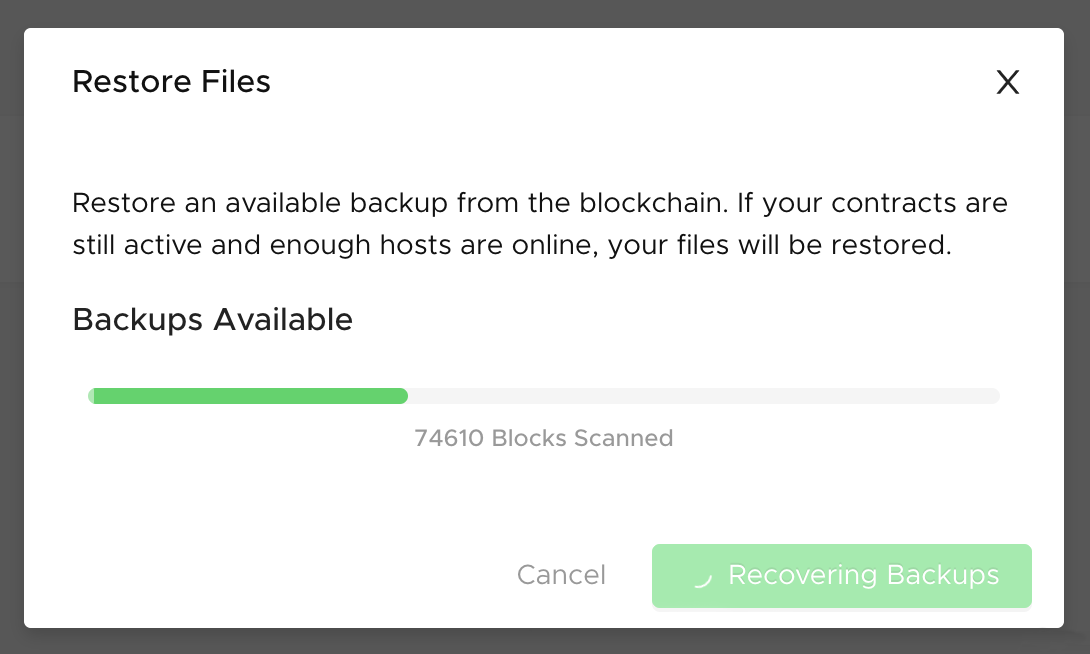 Restore Files
X
Restore an available backup from the blockchain. If your contracts are
still active and enough hosts are online, your files will be restored.
Backups Available
74610 Blocks Scanned
Cancel
Recovering Backups